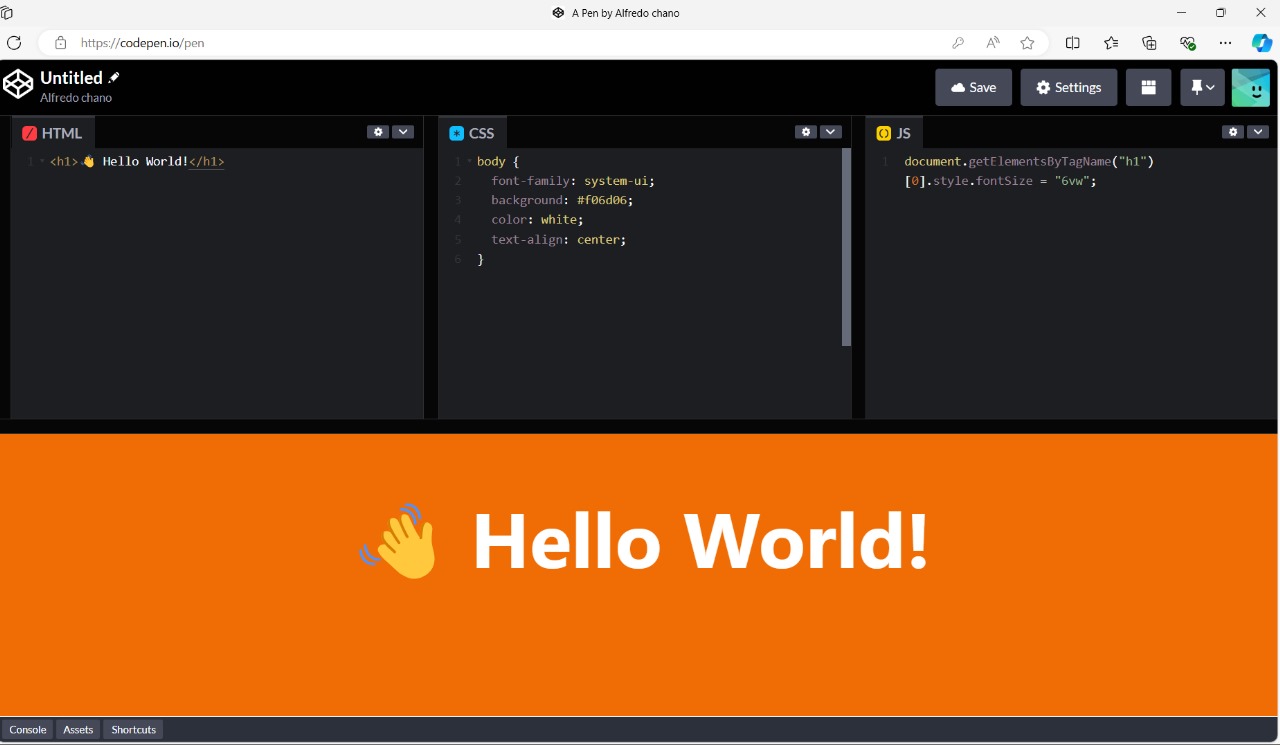 A Pen by Alfredo chano
https://codepen.io/pen
Untitled
Alfredo chano
Save
Settings
HTML
1 <h1>👋 Hello World!</h1>
CSS
1 body {
2 font-family: system-ui;
3 background: #f06d06;
4 color: white;
5 text-align: center;
6 }
JS
1 document.getElementsByTagName("h1")
[0].style.fontSize = "6vw";
👋 Hello World!
Console Assets Shortcuts